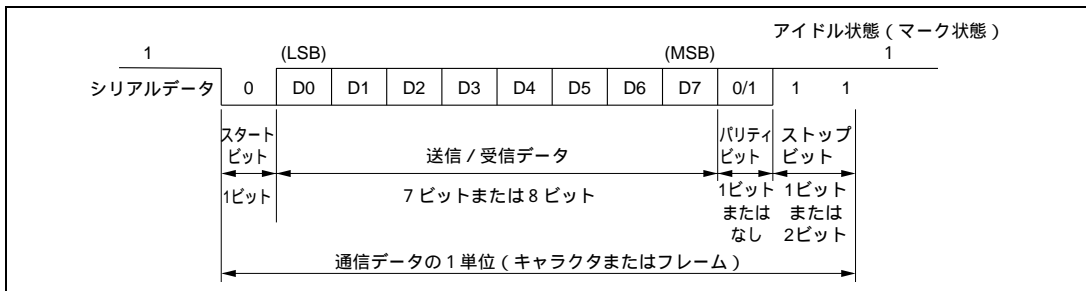 アイドル状態(マーク状態)
1 (LSB) (MSB) 1
シリアルデータ 0 D0 D1 D2 D3 D4 D5 D6 D7 0/1 1 1
スタート
ビット
送信/受信データ
パリティ
ビット
ストップ
ビット
1ビット
7ビットまたは8ビット
1ビット
または
なし
1ビット
または
2ビット
通信データの1単位(キャラクタまたはフレーム)